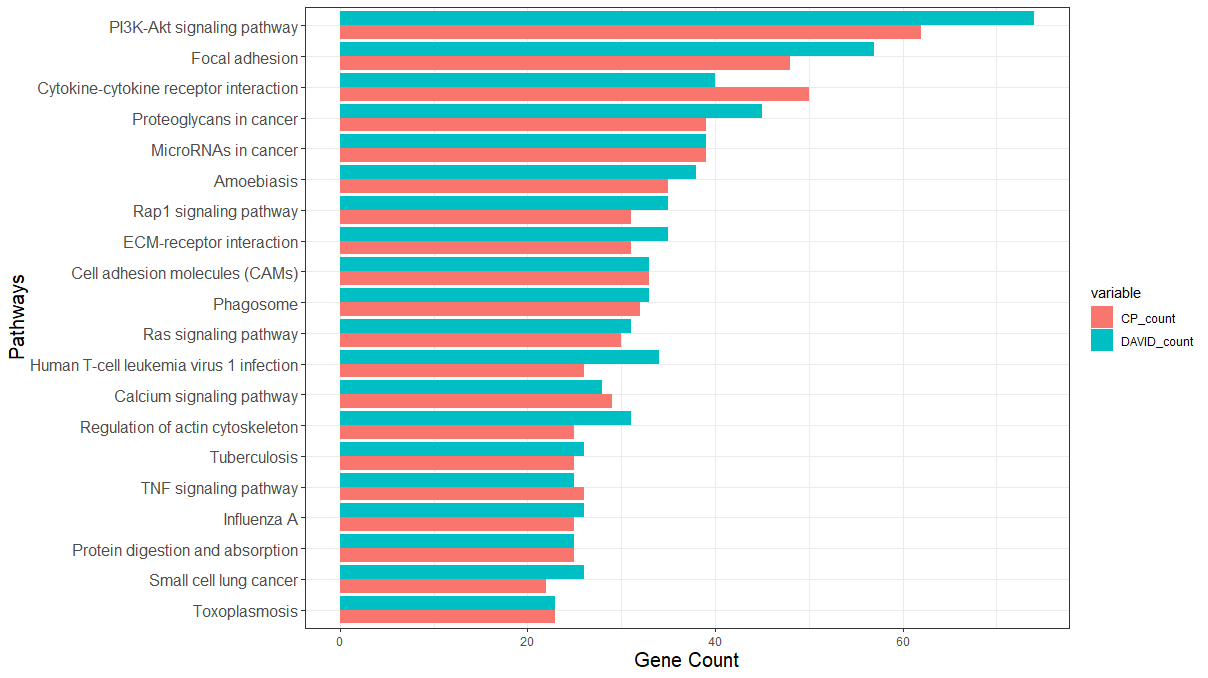 PI3K-Akt signaling pathway
Focal adhesion
Cytokine-cytokine receptor interaction
Proteoglycans in cancer
MicroRNAs in cancer
Amoebiasis
Rap1 signaling pathway
ECM-receptor interaction
Cell adhesion molecules (CAMs)
Phagosome
Ras signaling pathway
Human T-cell leukemia virus 1 infection
Calcium signaling pathway
Regulation of actin cytoskeleton
Tuberculosis
TNF signaling pathway
Influenza A
Protein digestion and absorption
Small cell lung cancer
Toxoplasmosis
Pathways
0 20 40 60
Gene Count
variable
CP_count
DAVID_count